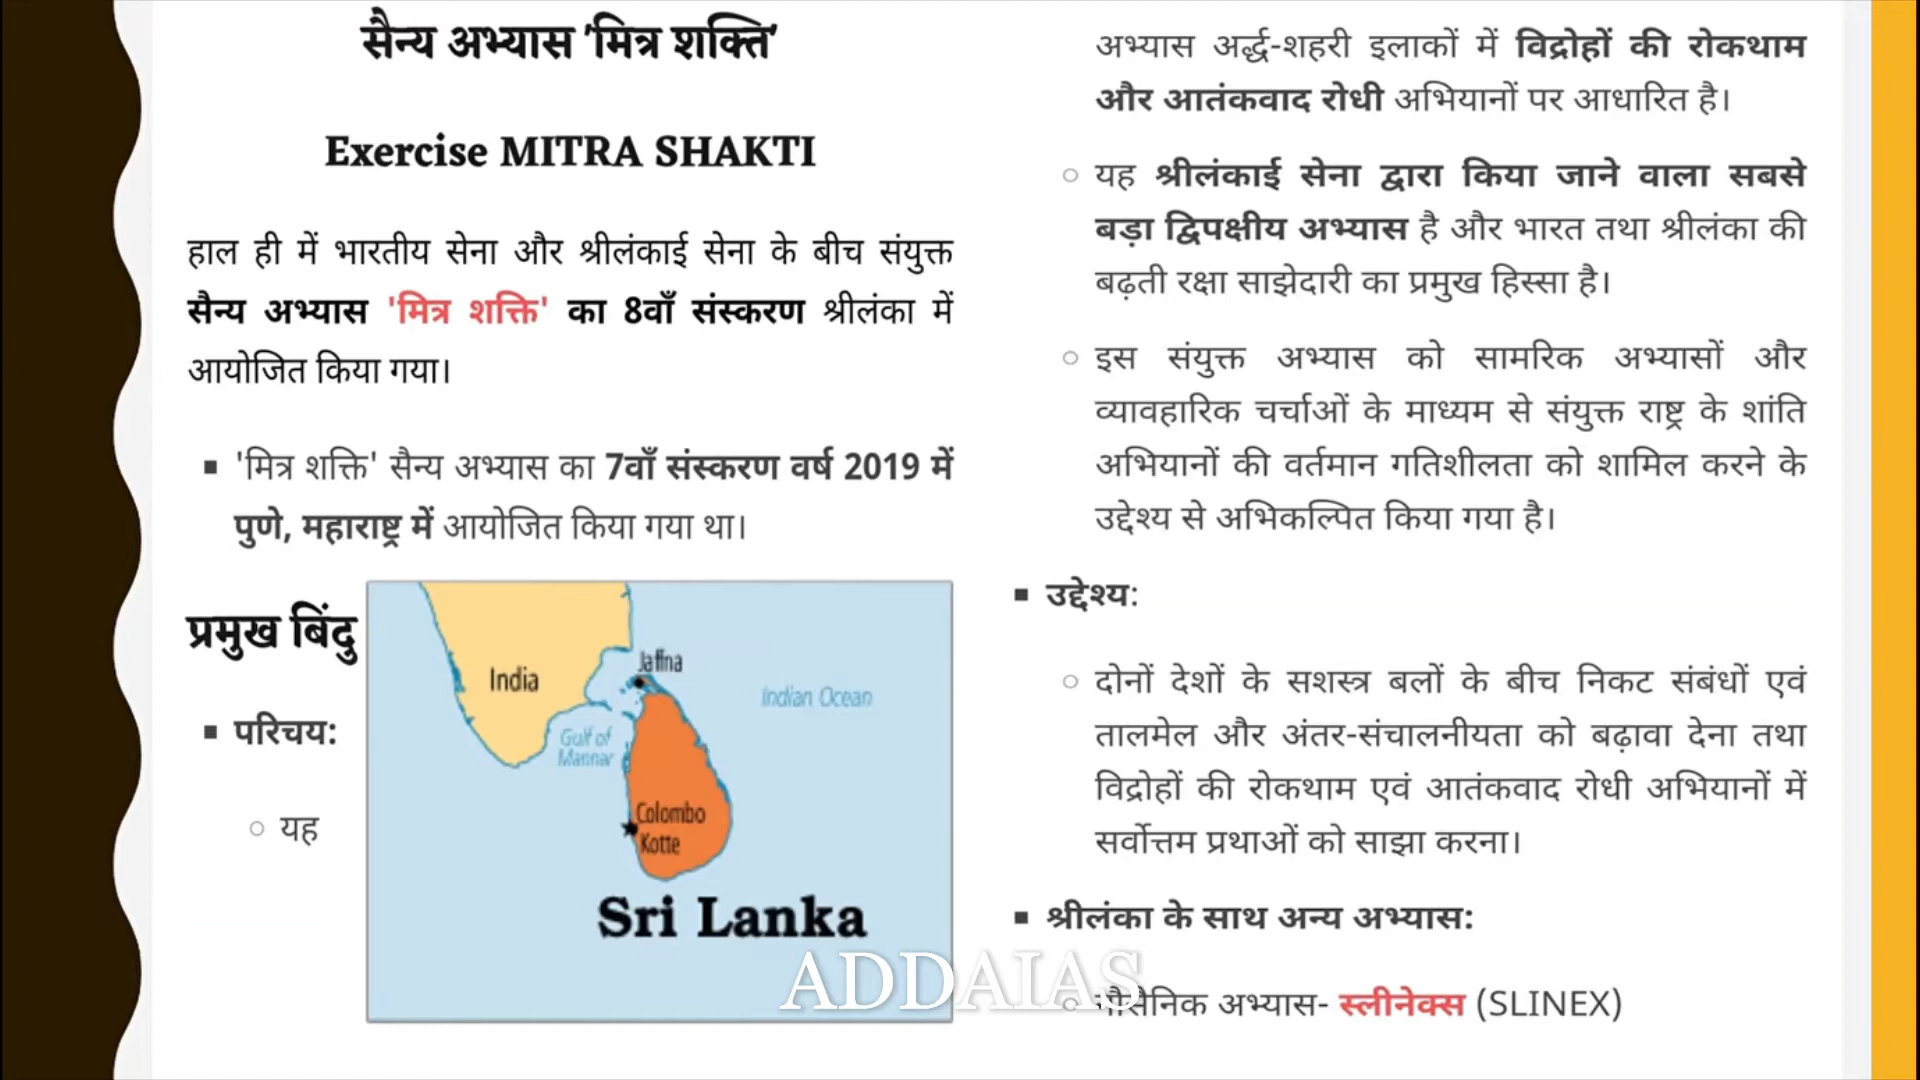 सैन्य अभ्यास 'मित्र शक्ति'
Exercise MITRA SHAKTI
हाल ही में भारतीय सेना और श्रीलंकाई सेना के बीच संयुक्त
सैन्य अभ्यास 'मित्र शक्ति' का 8वाँ संस्करण श्रीलंका में
आयोजित किया गया।
▪ 'मित्र शक्ति' सैन्य अभ्यास का 7वाँ संस्करण वर्ष 2019 में
पुणे, महाराष्ट्र में आयोजित किया गया था।
प्रमुख बिंदु
▪ परिचय:
○ यह
India
Jaffna
Indian Ocean
Gulf of
Mannar
Colombo
Kotte
Sri Lanka
अभ्यास अर्द्ध-शहरी इलाकों में विद्रोहों की रोकथाम
और आतंकवाद रोधी अभियानों पर आधारित है।
○ यह श्रीलंकाई सेना द्वारा किया जाने वाला सबसे
बड़ा द्विपक्षीय अभ्यास है और भारत तथा श्रीलंका की
बढ़ती रक्षा साझेदारी का प्रमुख हिस्सा है।
○ इस संयुक्त अभ्यास को सामरिक अभ्यासों और
व्यावहारिक चर्चाओं के माध्यम से संयुक्त राष्ट्र के शांति
अभियानों की वर्तमान गतिशीलता को शामिल करने के
उद्देश्य से अभिकल्पित किया गया है।
▪ उद्देश्य:
○ दोनों देशों के सशस्त्र बलों के बीच निकट संबंधों एवं
तालमेल और अंतर-संचालनीयता को बढ़ावा देना तथा
विद्रोहों की रोकथाम एवं आतंकवाद रोधी अभियानों में
सर्वोत्तम प्रथाओं को साझा करना।
▪ श्रीलंका के साथ अन्य अभ्यास:
○ नौसैनिक अभ्यास- स्लीनेक्स (SLINEX)
ADDAIAS